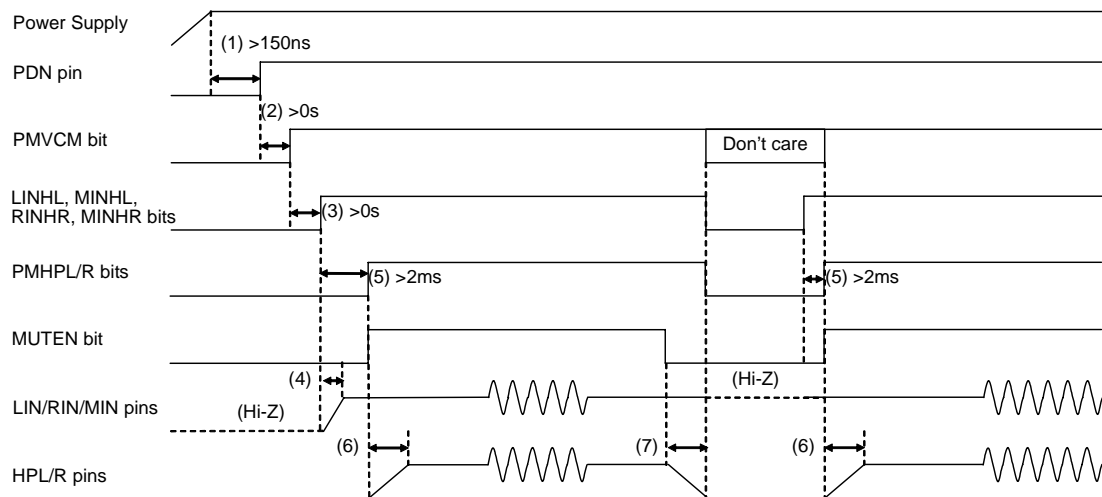 Power Supply
(1) >150ns
PDN pin
(2) >0s
PMVCM bit
Don't care
LINHL, MINHL,
RINHR, MINHR bits
(3) >0s
PMHPL/R bits
(5) >2ms
(5) >2ms
MUTEN bit
(4)
(Hi-Z)
(Hi-Z)
LIN/RIN/MIN pins
(6)
(7)
(6)
HPL/R pins